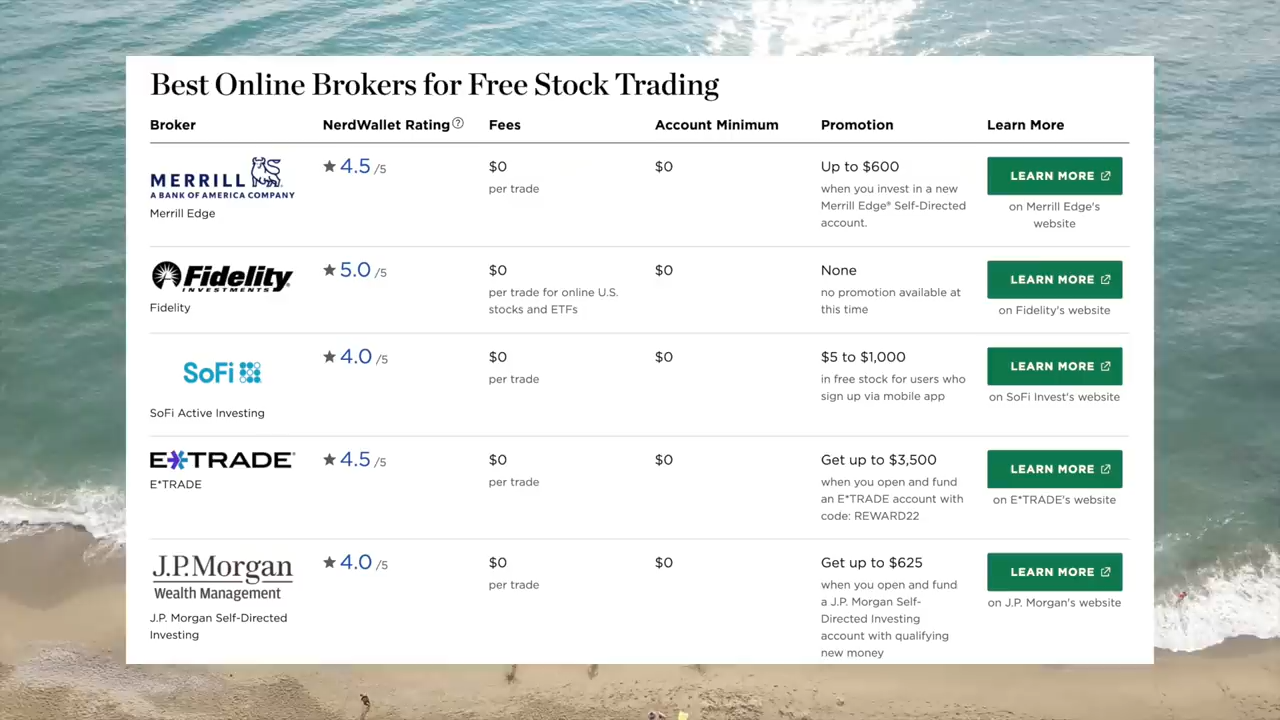 Best Online Brokers for Free Stock Trading
Broker NerdWallet Rating ? Fees Account Minimum Promotion Learn More
MERRILL
A BANK OF AMERICA COMPANY
Merrill Edge
4.5 /5
$0
per trade
$0
Up to $600
when you invest in a new
Merrill Edge® Self-Directed
account.
LEARN MORE
on Merrill Edge's
website
Fidelity
INVESTMENTS
Fidelity
5.0 /5
$0
per trade for online U.S.
stocks and ETFs
$0
None
no promotion available at
this time
LEARN MORE
on Fidelity's website
SoFi
SoFi Active Investing
4.0 /5
$0
per trade
$0
$5 to $1,000
in free stock for users who
sign up via mobile app
LEARN MORE
on SoFi Invest's website
E*TRADE
E*TRADE
4.5 /5
$0
per trade
$0
Get up to $3,500
when you open and fund
an E*TRADE account with
code: REWARD22
LEARN MORE
on E*TRADE's website
J.P.Morgan
Wealth Management
J.P. Morgan Self-Directed
Investing
4.0 /5
$0
per trade
$0
Get up to $625
when you open and fund
a J.P. Morgan Self-
Directed Investing
account with qualifying
new money
LEARN MORE
on J.P. Morgan's website